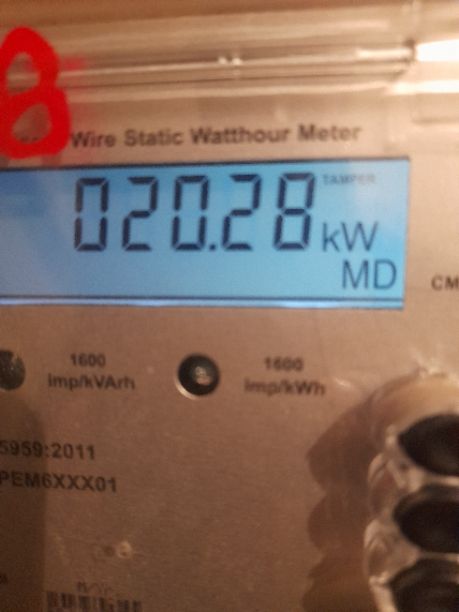 8
Wire Static Watthour Meter
TAMPER
020.28 kW
MD
CM
1600
Imp/kVArh
1600
Imp/kWh
5959:2011
PEM6XXX01